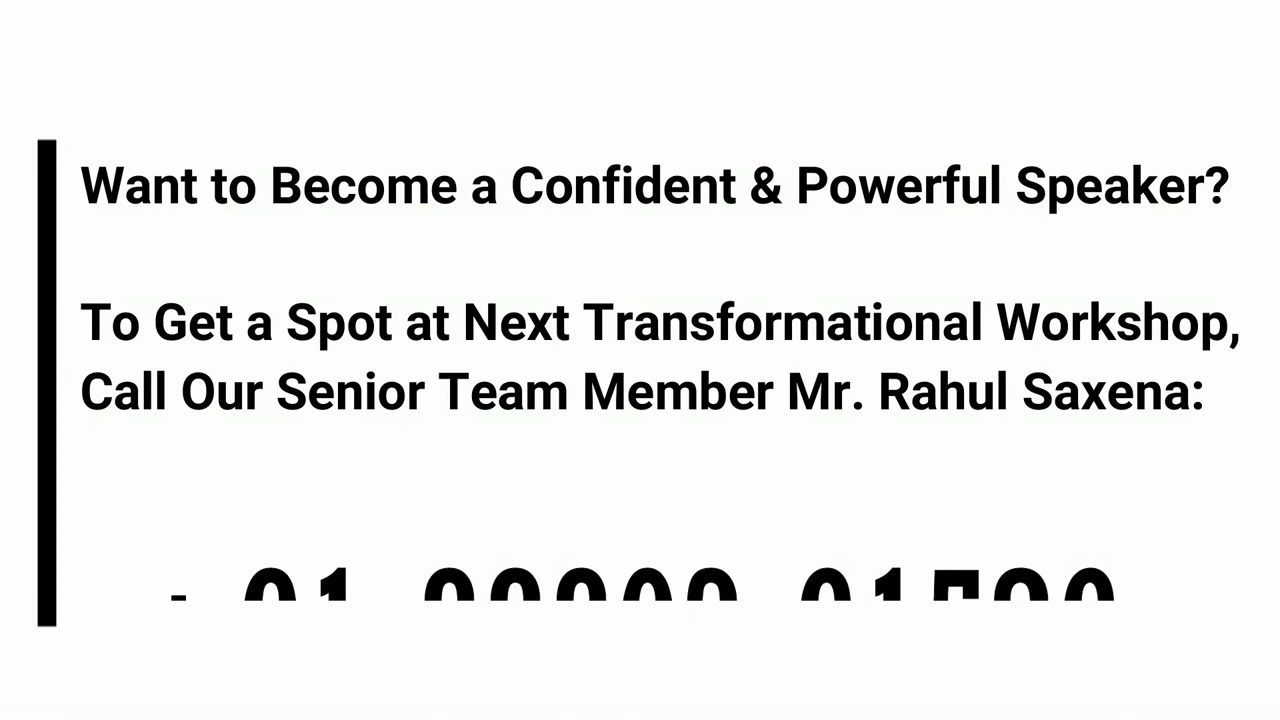 Want to Become a Confident & Powerful Speaker?
To Get a Spot at Next Transformational Workshop,
Call Our Senior Team Member Mr. Rahul Saxena: